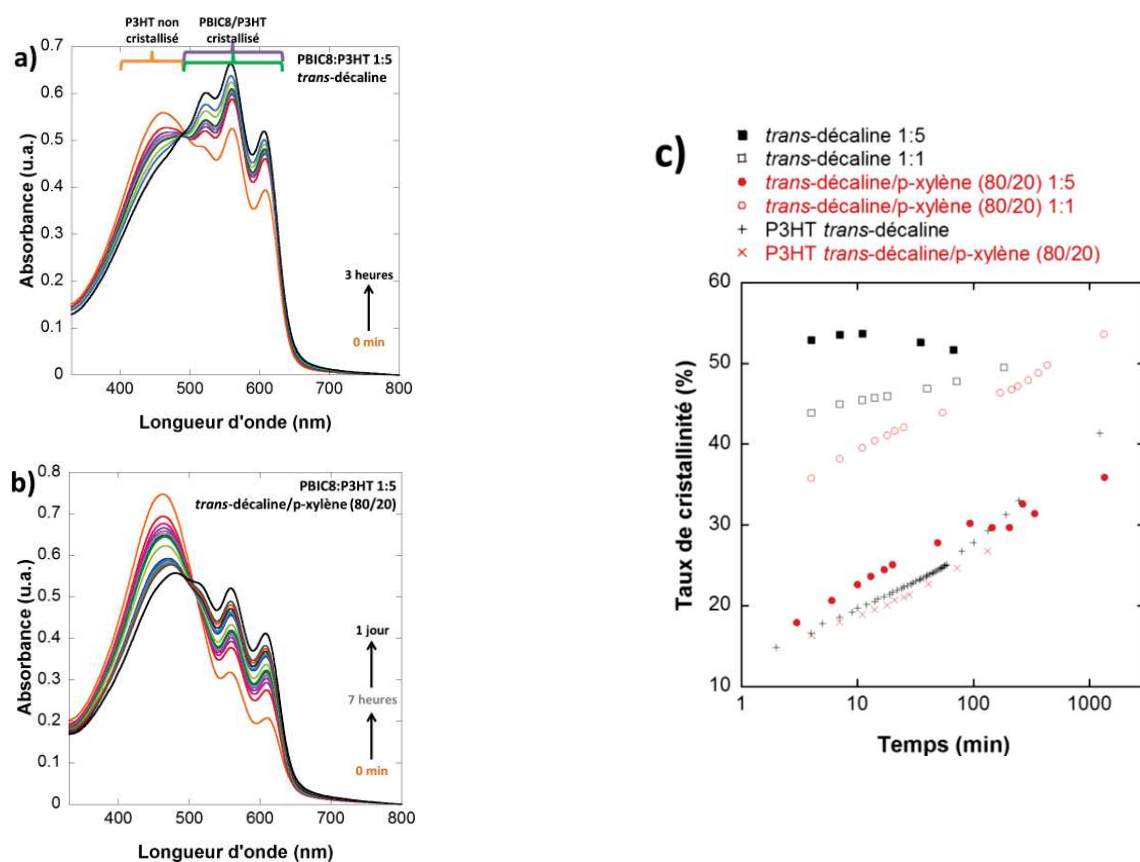 a)
P3HT non
cristallisé
PBIC8/P3HT
cristallisé
PBIC8:P3HT 1:5
trans-décaline
0.7
0.6
0.5
0.4
0.3
0.2
0.1
0
Absorbance (u.a.)
3 heures
0 min
400 500 600 700 800
Longueur d'onde (nm)
b)
PBIC8:P3HT 1:5
trans-décaline/p-xylène (80/20)
0.8
0.7
0.6
0.5
0.4
0.3
0.2
0.1
0
Absorbance (u.a.)
1 jour
7 heures
0 min
400 500 600 700 800
Longueur d'onde (nm)
c)
trans-décaline 1:5
trans-décaline 1:1
trans-décaline/p-xylène (80/20) 1:5
trans-décaline/p-xylène (80/20) 1:1
P3HT trans-décaline
P3HT trans-décaline/p-xylène (80/20)
60
50
40
30
20
10
Taux de cristallinité (%)
1 10 100 1000
Temps (min)